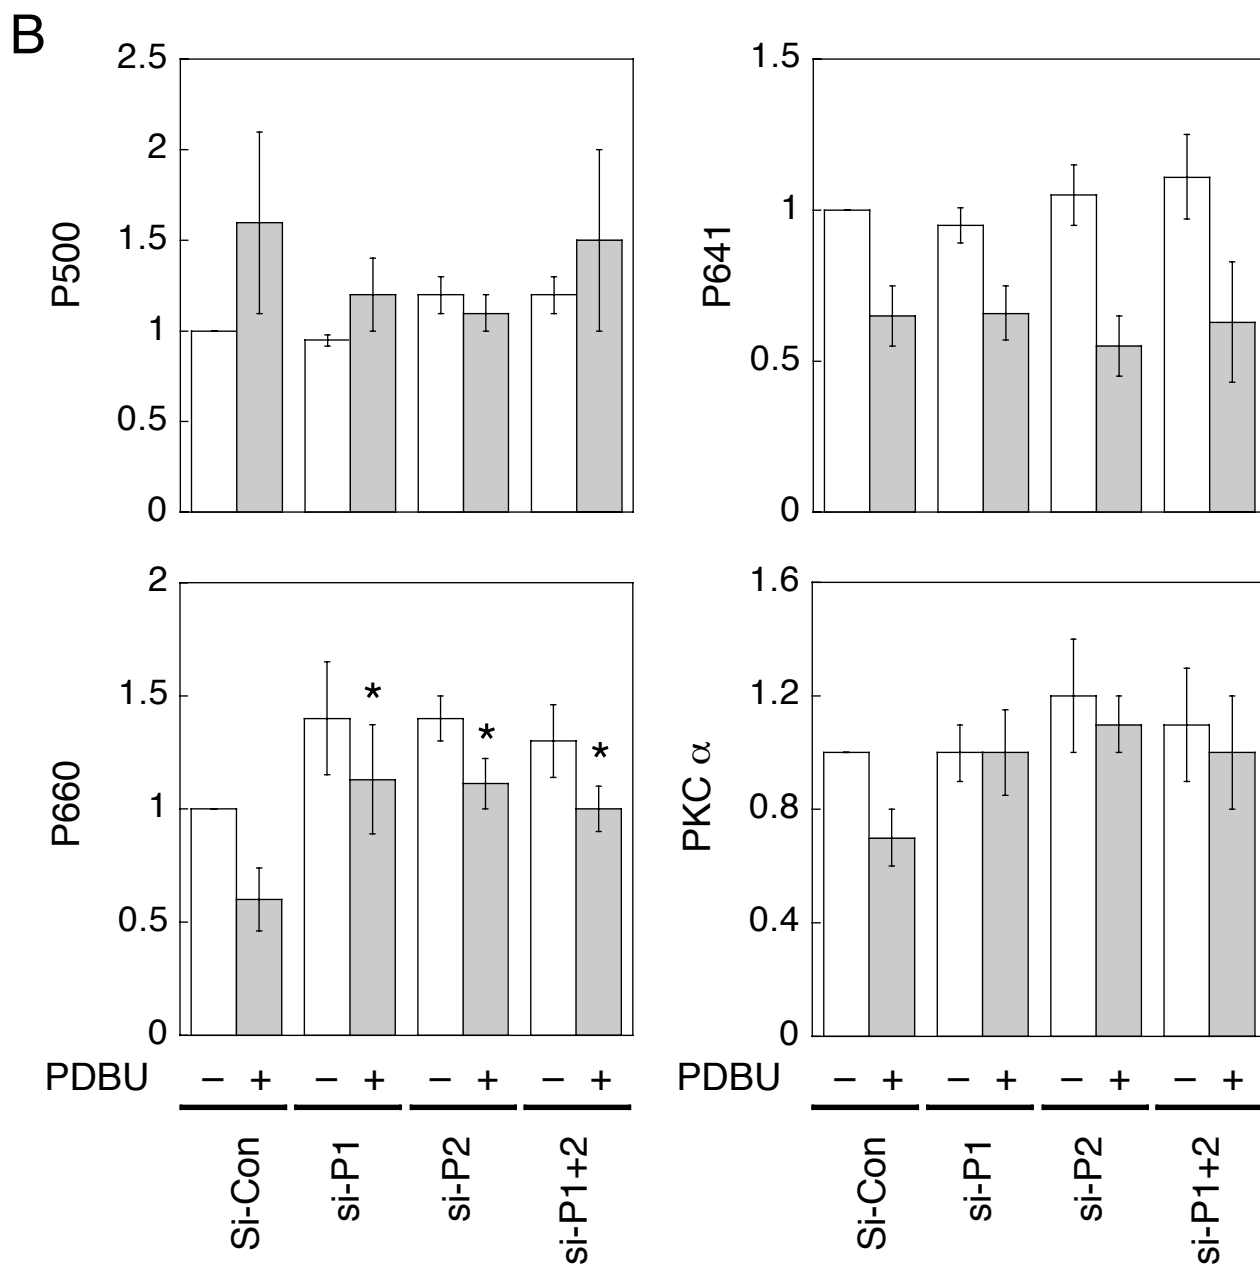 B
P500
2.5
2
1.5
1
0.5
0
P641
1.5
1
0.5
0
P660
2
1.5
1
0.5
0
* * *
PKC α
1.6
1.2
0.8
0.4
0
PDBU – + – + – + – +
Si-Con si-P1 si-P2 si-P1+2
PDBU – + – + – + – +
Si-Con si-P1 si-P2 si-P1+2